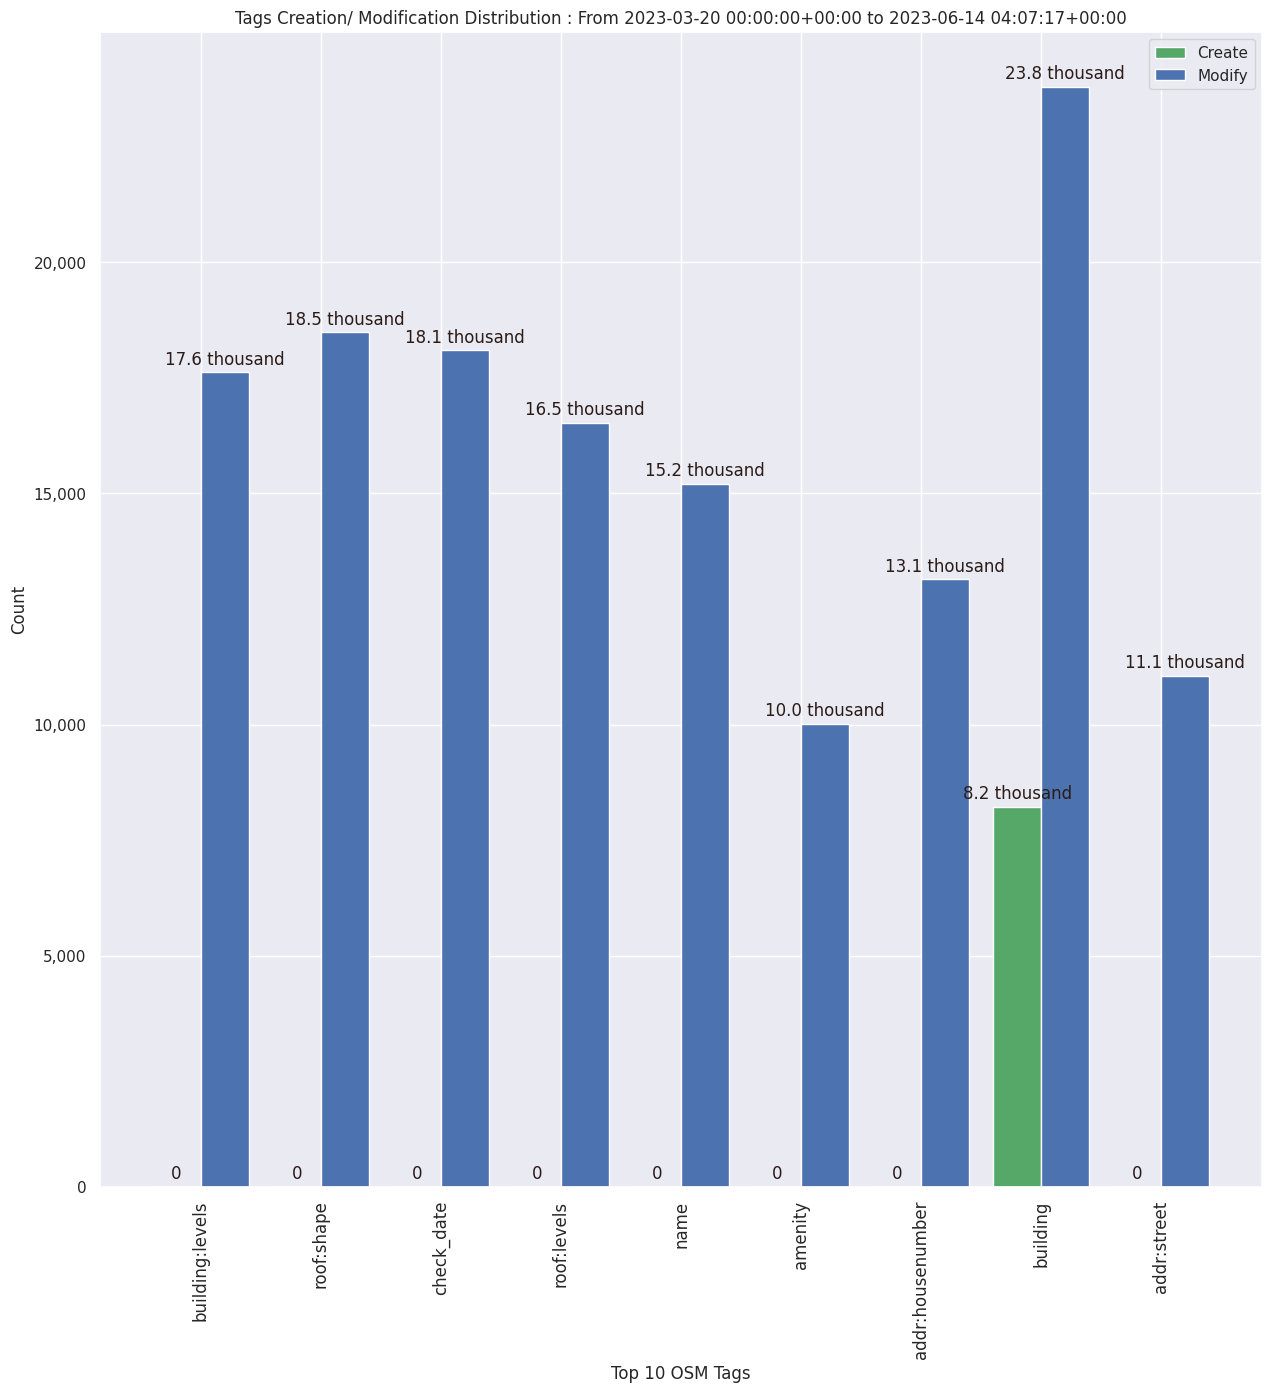 Tags Creation/ Modification Distribution : From 2023-03-20 00:00:00+00:00 to 2023-06-14 04:07:17+00:00
Create
Modify
23.8 thousand
20,000
18.5 thousand
18.1 thousand
17.6 thousand
16.5 thousand
15.2 thousand
15,000
13.1 thousand
11.1 thousand
10.0 thousand
10,000
8.2 thousand
5,000
0 0 0 0 0 0 0 0
0
Count
building:levels
roof:shape
check_date
roof:levels
name
amenity
addr:housenumber
building
addr:street
Top 10 OSM Tags